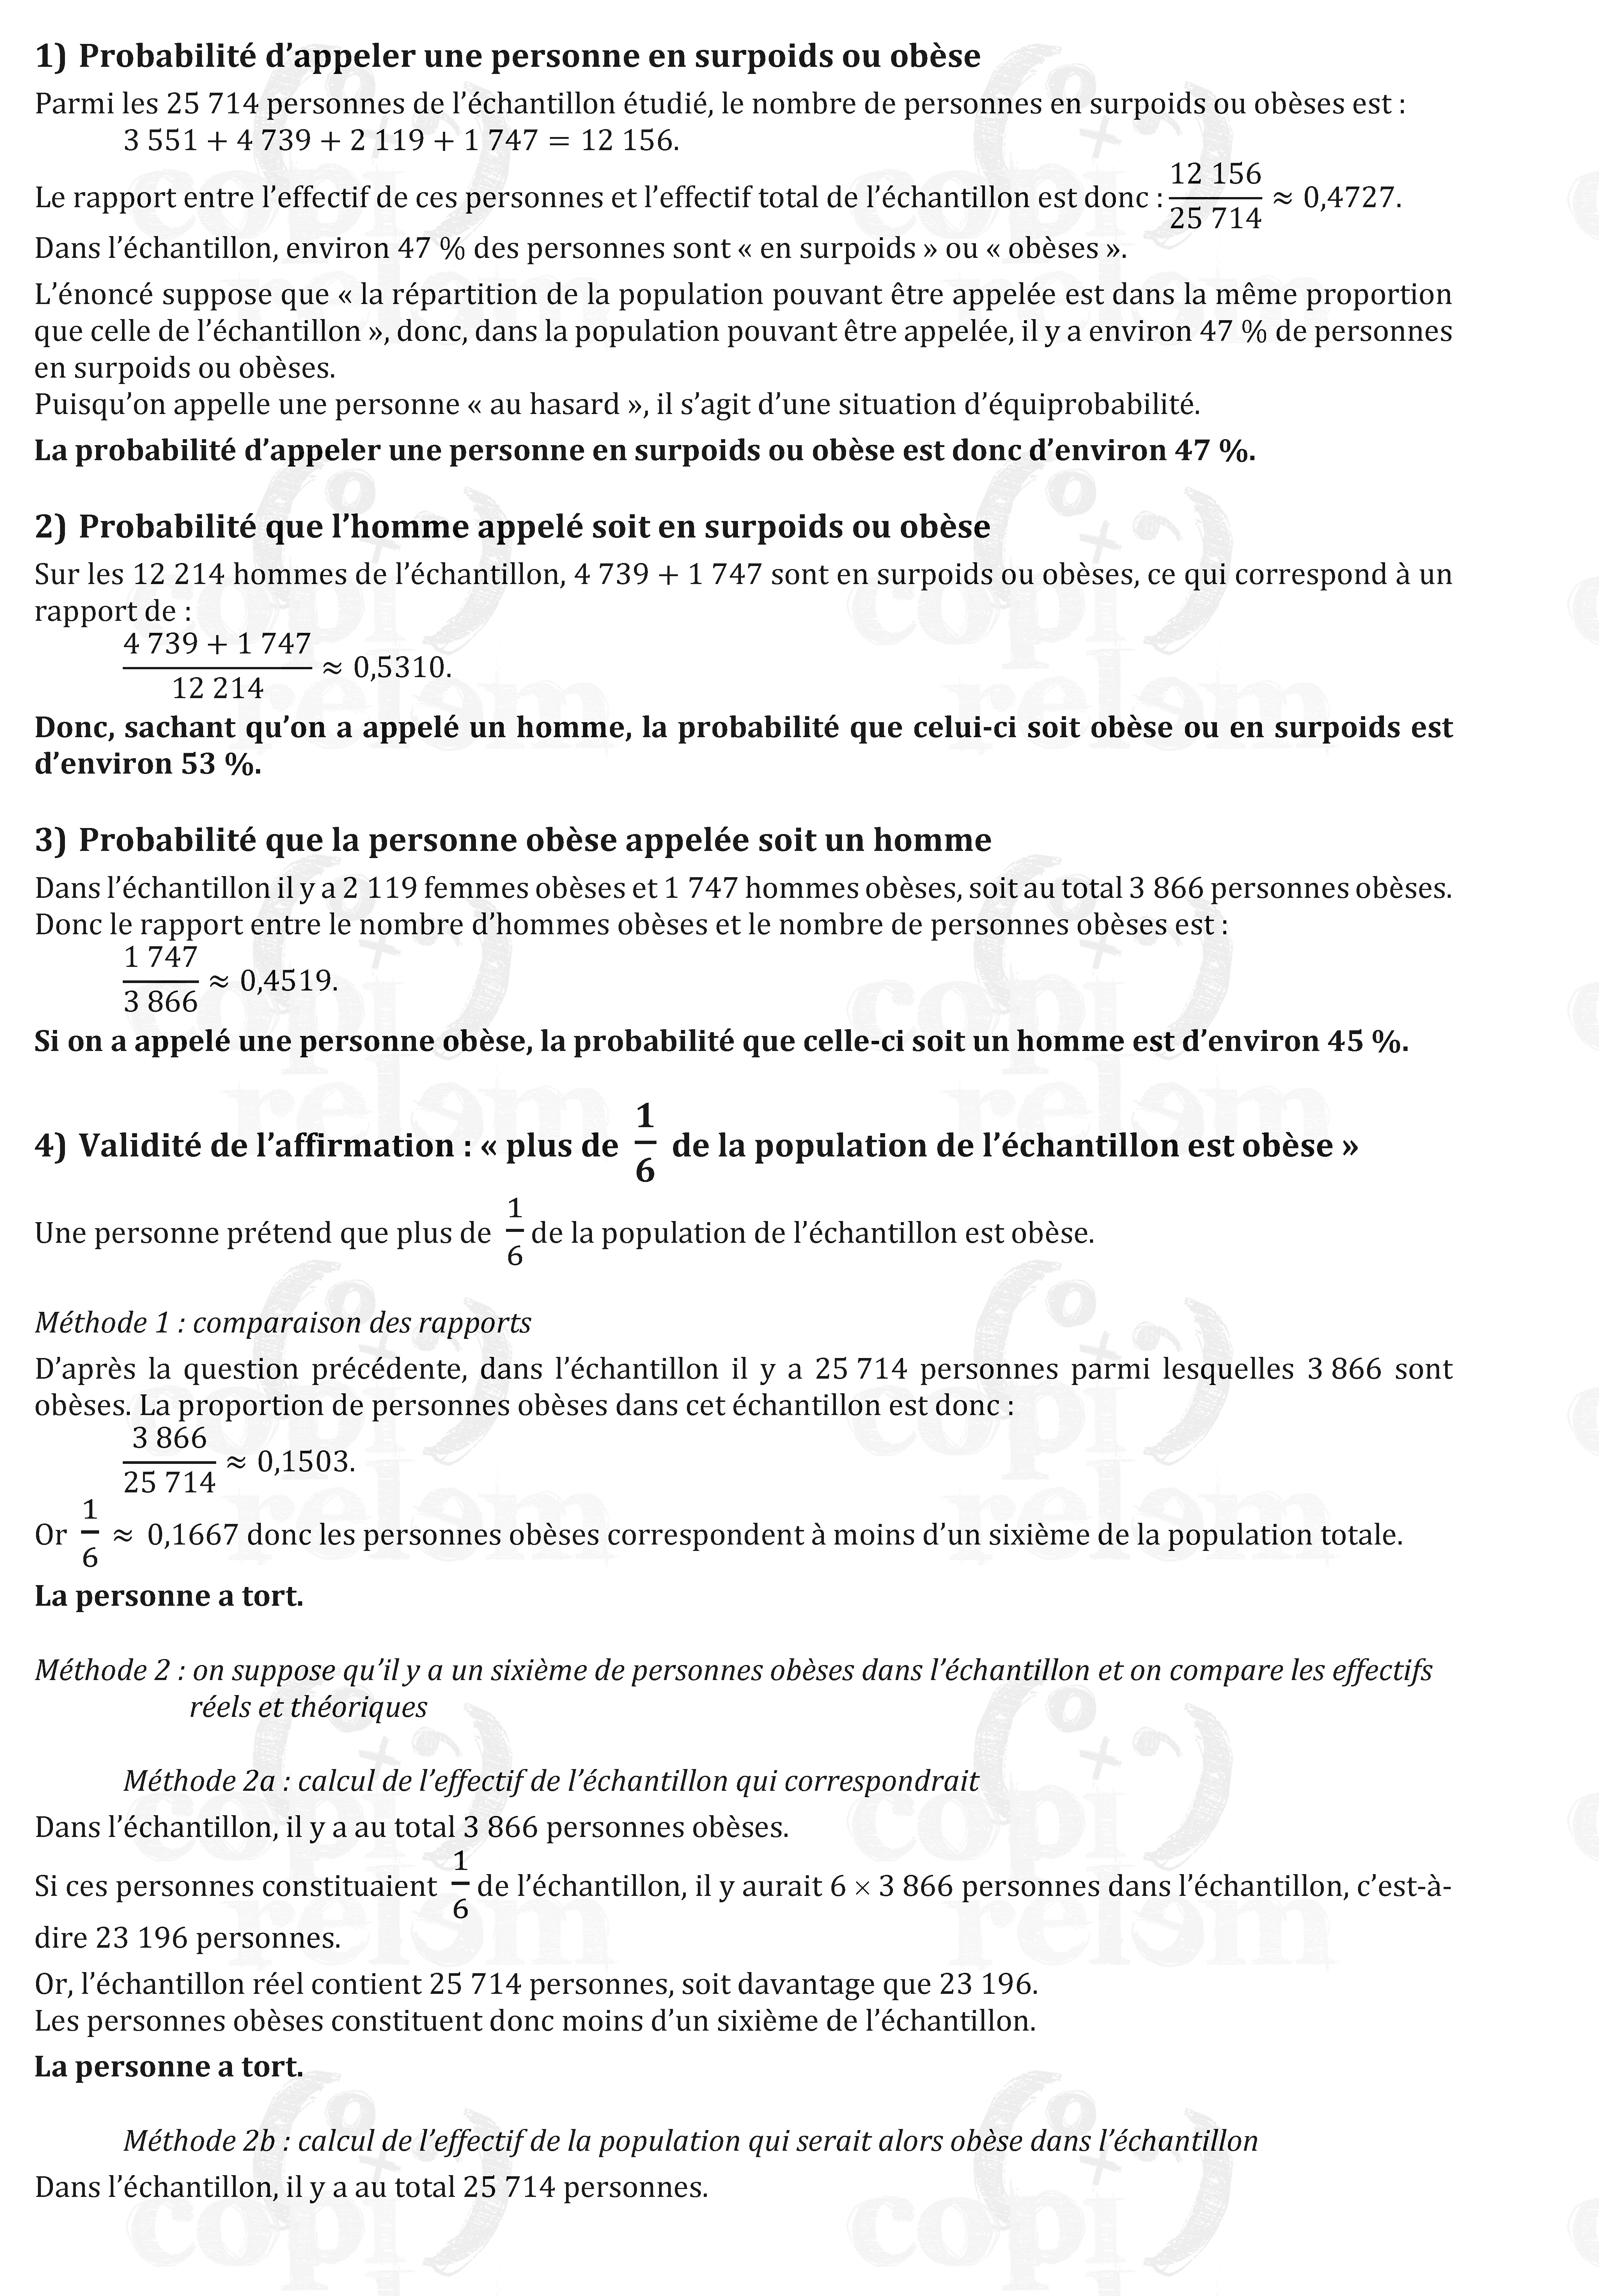 1) Probabilité d’appeler une personne en surpoids ou obèse
Parmi les 25 714 personnes de l’échantillon étudié, le nombre de personnes en surpoids ou obèses est :
3 551 + 4 739 + 2 119 + 1 747 = 12 156.
Le rapport entre l’effectif de ces personnes et l’effectif total de l’échantillon est donc : 12 156 / 25 714 ≈ 0,4727.
Dans l’échantillon, environ 47 % des personnes sont « en surpoids » ou « obèses ».
L’énoncé suppose que « la répartition de la population pouvant être appelée est dans la même proportion
que celle de l’échantillon », donc, dans la population pouvant être appelée, il y a environ 47 % de personnes
en surpoids ou obèses.
Puisqu’on appelle une personne « au hasard », il s’agit d’une situation d’équiprobabilité.
La probabilité d’appeler une personne en surpoids ou obèse est donc d’environ 47 %.
2) Probabilité que l’homme appelé soit en surpoids ou obèse
Sur les 12 214 hommes de l’échantillon, 4 739 + 1 747 sont en surpoids ou obèses, ce qui correspond à un
rapport de :
4 739 + 1 747 / 12 214 ≈ 0,5310.
Donc, sachant qu’on a appelé un homme, la probabilité que celui-ci soit obèse ou en surpoids est
d’environ 53 %.
3) Probabilité que la personne obèse appelée soit un homme
Dans l’échantillon il y a 2 119 femmes obèses et 1 747 hommes obèses, soit au total 3 866 personnes obèses.
Donc le rapport entre le nombre d’hommes obèses et le nombre de personnes obèses est :
1 747 / 3 866 ≈ 0,4519.
Si on a appelé une personne obèse, la probabilité que celle-ci soit un homme est d’environ 45 %.
4) Validité de l’affirmation : « plus de 1/6 de la population de l’échantillon est obèse »
Une personne prétend que plus de 1/6 de la population de l’échantillon est obèse.
Méthode 1 : comparaison des rapports
D’après la question précédente, dans l’échantillon il y a 25 714 personnes parmi lesquelles 3 866 sont
obèses. La proportion de personnes obèses dans cet échantillon est donc :
3 866 / 25 714 ≈ 0,1503.
Or 1/6 ≈ 0,1667 donc les personnes obèses correspondent à moins d’un sixième de la population totale.
La personne a tort.
Méthode 2 : on suppose qu’il y a un sixième de personnes obèses dans l’échantillon et on compare les effectifs
réels et théoriques
Méthode 2a : calcul de l’effectif de l’échantillon qui correspondrait
Dans l’échantillon, il y a au total 3 866 personnes obèses.
Si ces personnes constituaient 1/6 de l’échantillon, il y aurait 6 × 3 866 personnes dans l’échantillon, c’est-à-
dire 23 196 personnes.
Or, l’échantillon réel contient 25 714 personnes, soit davantage que 23 196.
Les personnes obèses constituent donc moins d’un sixième de l’échantillon.
La personne a tort.
Méthode 2b : calcul de l’effectif de la population qui serait alors obèse dans l’échantillon
Dans l’échantillon, il y a au total 25 714 personnes.